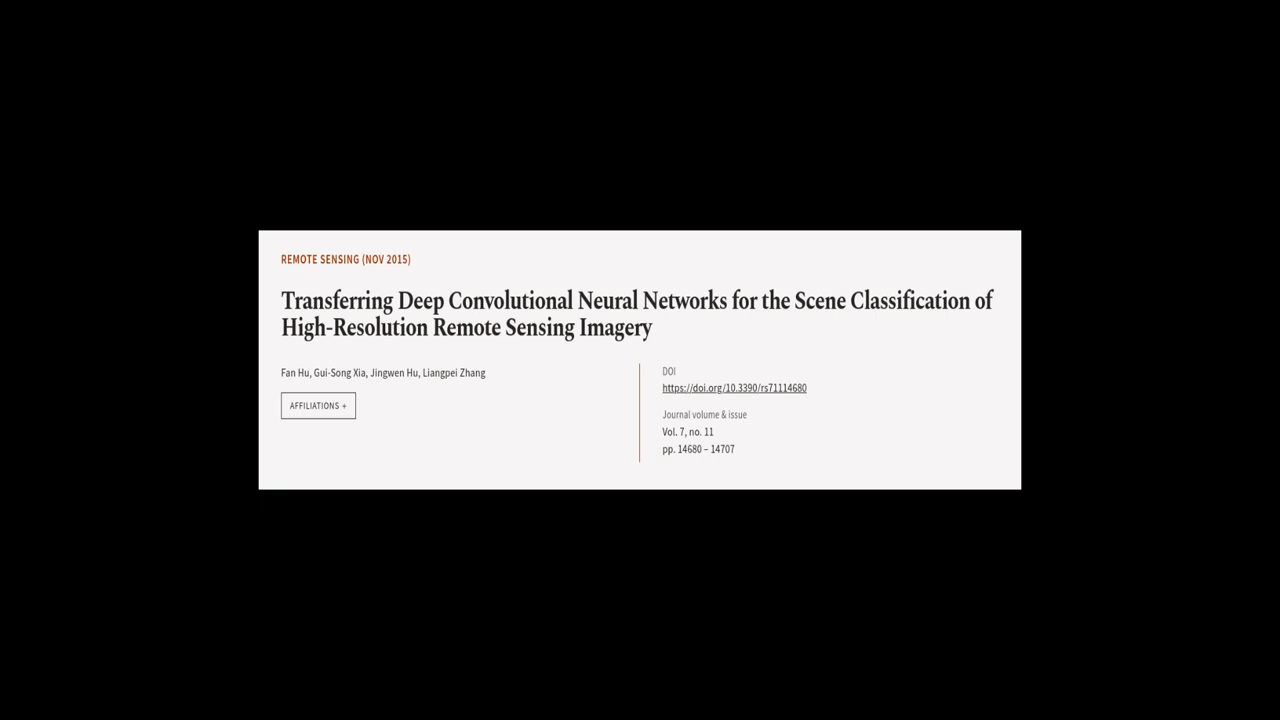 REMOTE SENSING (NOV 2015)
Transferring Deep Convolutional Neural Networks for the Scene Classification of
High-Resolution Remote Sensing Imagery
Fan Hu, Gui-Song Xia, Jingwen Hu, Liangpei Zhang
AFFILIATIONS +
DOI
https://doi.org/10.3390/rs71114680
Journal volume & issue
Vol. 7, no. 11
pp. 14680 – 14707